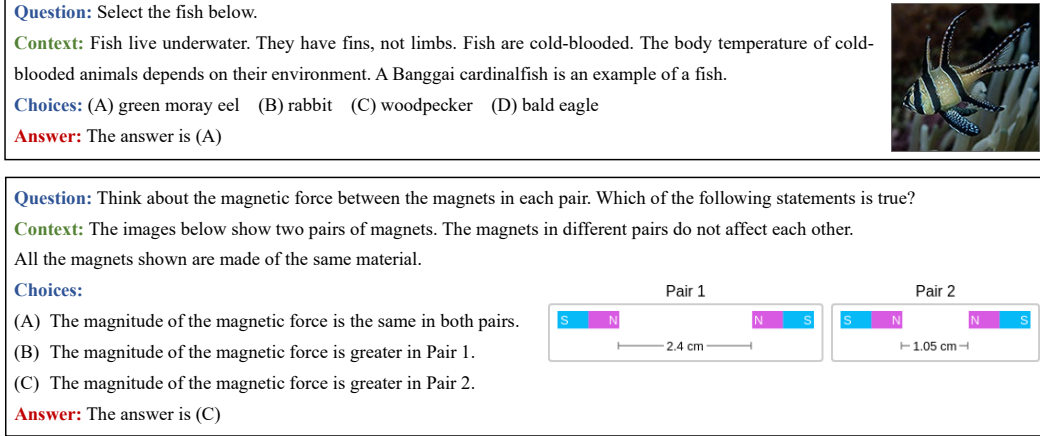 Question: Select the fish below.
Context: Fish live underwater. They have fins, not limbs. Fish are cold-blooded. The body temperature of cold-
blooded animals depends on their environment. A Banggai cardinalfish is an example of a fish.
Choices: (A) green moray eel (B) rabbit (C) woodpecker (D) bald eagle
Answer: The answer is (A)
Question: Think about the magnetic force between the magnets in each pair. Which of the following statements is true?
Context: The images below show two pairs of magnets. The magnets in different pairs do not affect each other.
All the magnets shown are made of the same material.
Choices:
(A) The magnitude of the magnetic force is the same in both pairs.
(B) The magnitude of the magnetic force is greater in Pair 1.
(C) The magnitude of the magnetic force is greater in Pair 2.
Answer: The answer is (C)
Pair 1
S N N S
2.4 cm
Pair 2
S N N S
1.05 cm